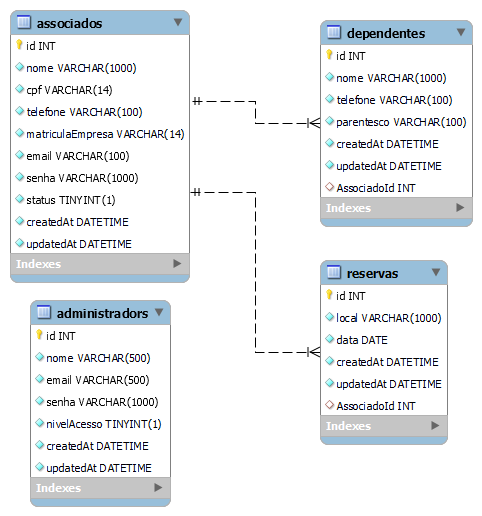 associados
id INT
nome VARCHAR(1000)
cpf VARCHAR(14)
telefone VARCHAR(100)
matriculaEmpresa VARCHAR(14)
email VARCHAR(100)
senha VARCHAR(1000)
status TINYINT(1)
createdAt DATETIME
updatedAt DATETIME
Indexes
dependentes
id INT
nome VARCHAR(1000)
telefone VARCHAR(100)
parentesco VARCHAR(100)
createdAt DATETIME
updatedAt DATETIME
AssociadoId INT
Indexes
administradors
id INT
nome VARCHAR(500)
email VARCHAR(500)
senha VARCHAR(1000)
nivelAcesso TINYINT(1)
createdAt DATETIME
updatedAt DATETIME
Indexes
reservas
id INT
local VARCHAR(1000)
data DATE
createdAt DATETIME
updatedAt DATETIME
AssociadoId INT
Indexes